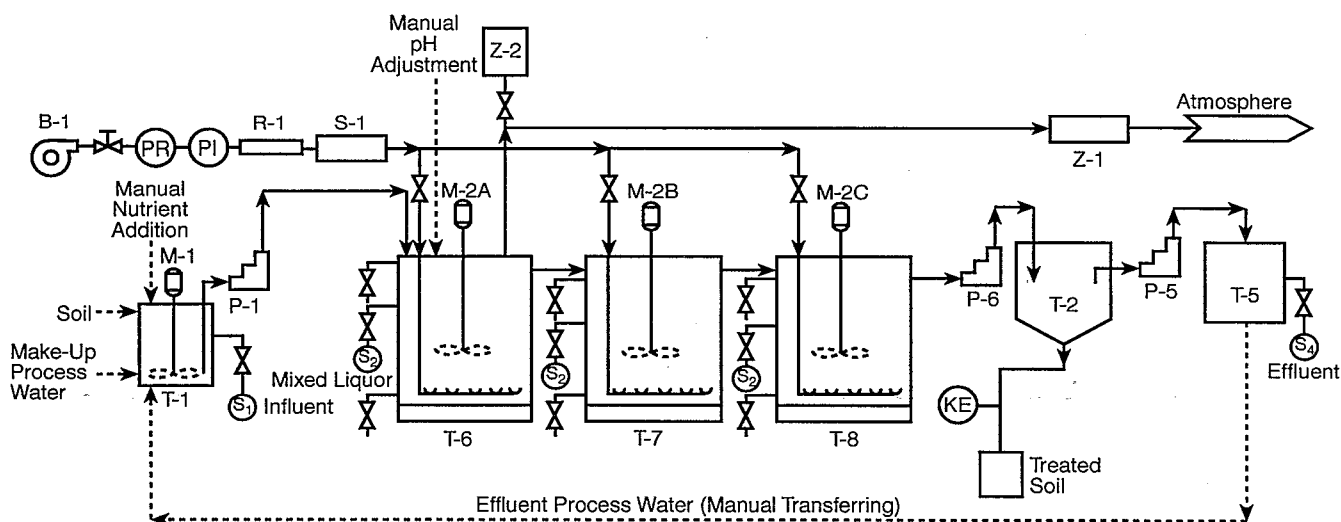 Manual
pH
Adjustment
Z-2
Atmosphere
B-1
PR
PI
R-1
S-1
Z-1
Manual
Nutrient
Addition
M-1
P-1
M-2A
M-2B
M-2C
P-6
P-5
T-2
T-5
Soil
Make-Up
Process
Water
T-1
S1
Influent
Mixed Liquor
S2
S2
S2
S4
Effluent
T-6
T-7
T-8
KE
Treated
Soil
Effluent Process Water (Manual Transferring)